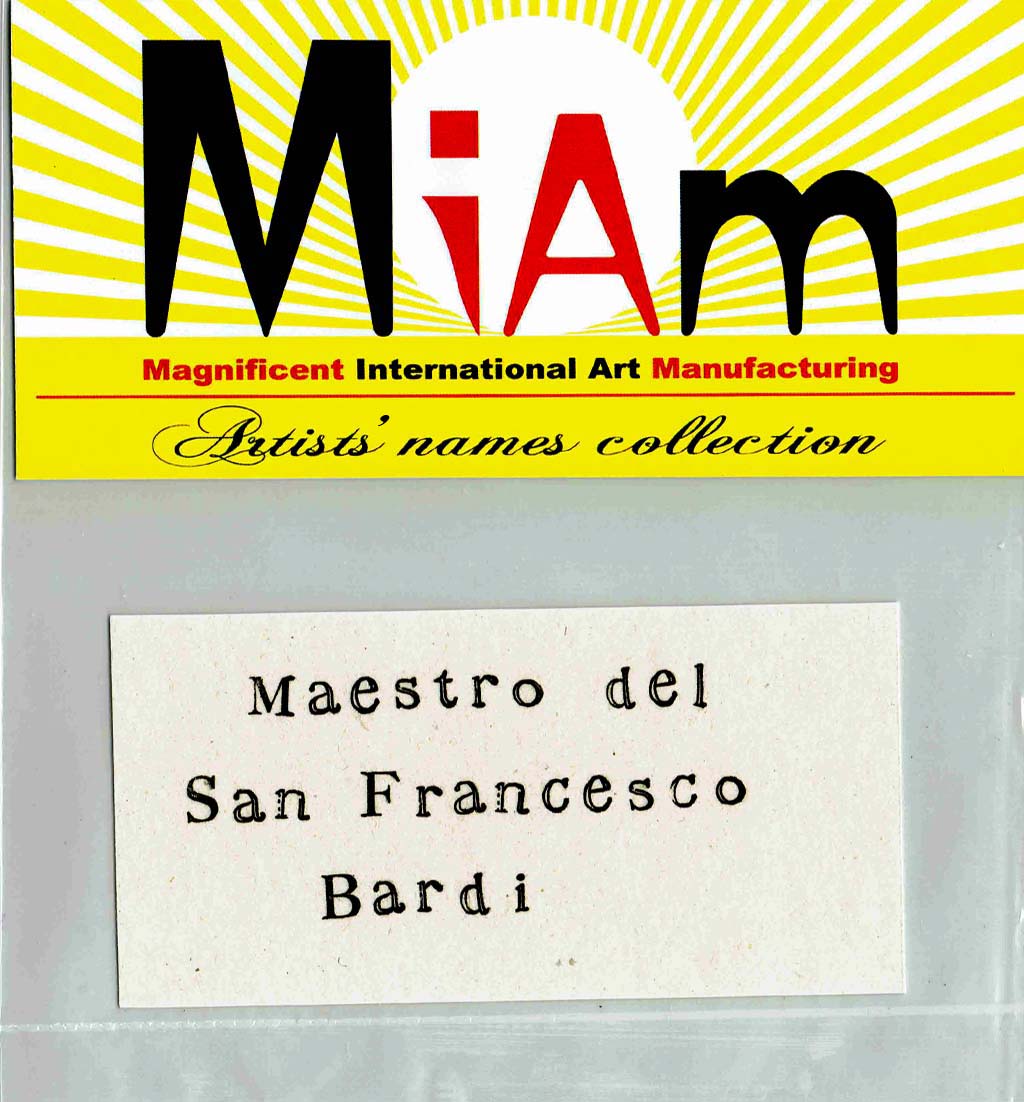 MiAm
Magnificent International Art Manufacturing
Artists' names collection
Maestro del
San Francesco
Bardi